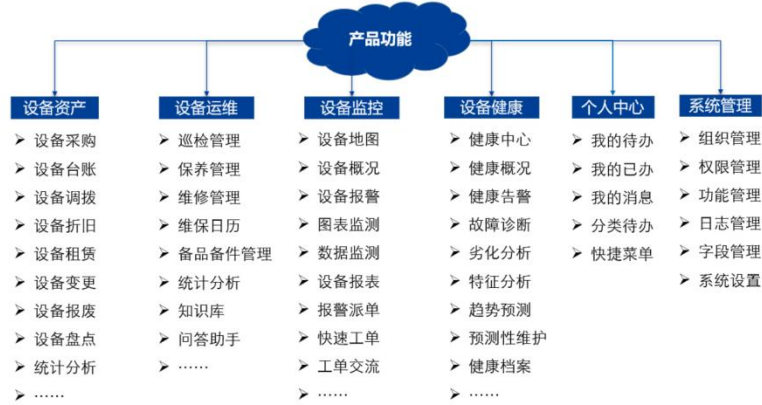 产品功能
设备资产
设备采购
设备台账
设备调拨
设备折旧
设备租赁
设备变更
设备报废
设备盘点
统计分析
……
设备运维
巡检管理
保养管理
维修管理
维保日历
备品备件管理
统计分析
知识库
问答助手
……
设备监控
设备地图
设备概况
设备报警
图表监测
数据监测
设备报表
报警派单
快速工单
工单交流
……
设备健康
健康中心
健康概况
健康告警
故障诊断
劣化分析
特征分析
趋势预测
预测性维护
健康档案
……
个人中心
我的待办
我的已办
我的消息
分类待办
快捷菜单
系统管理
组织管理
权限管理
功能管理
日志管理
字段管理
系统设置